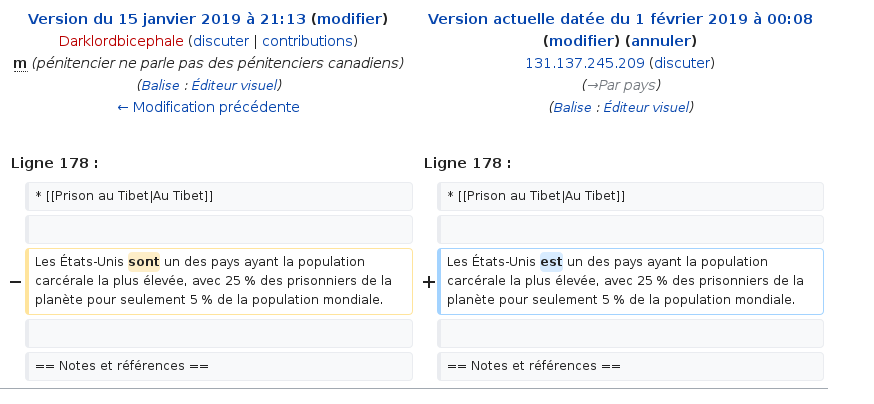 Version du 15 janvier 2019 à 21:13 (modifier)
Darklordbicephale (discuter | contributions)
m (pénitencier ne parle pas des pénitenciers canadiens)
(Balise : Éditeur visuel)
← Modification précédente
Version actuelle datée du 1 février 2019 à 00:08
(modifier) (annuler)
131.137.245.209 (discuter)
(→Par pays)
(Balise : Éditeur visuel)
Ligne 178 :
* [[Prison au Tibet|Au Tibet]]
− Les États-Unis sont un des pays ayant la population
carcérale la plus élevée, avec 25 % des prisonniers de la
planète pour seulement 5 % de la population mondiale.
== Notes et références ==
Ligne 178 :
* [[Prison au Tibet|Au Tibet]]
+ Les États-Unis est un des pays ayant la population
carcérale la plus élevée, avec 25 % des prisonniers de la
planète pour seulement 5 % de la population mondiale.
== Notes et références ==